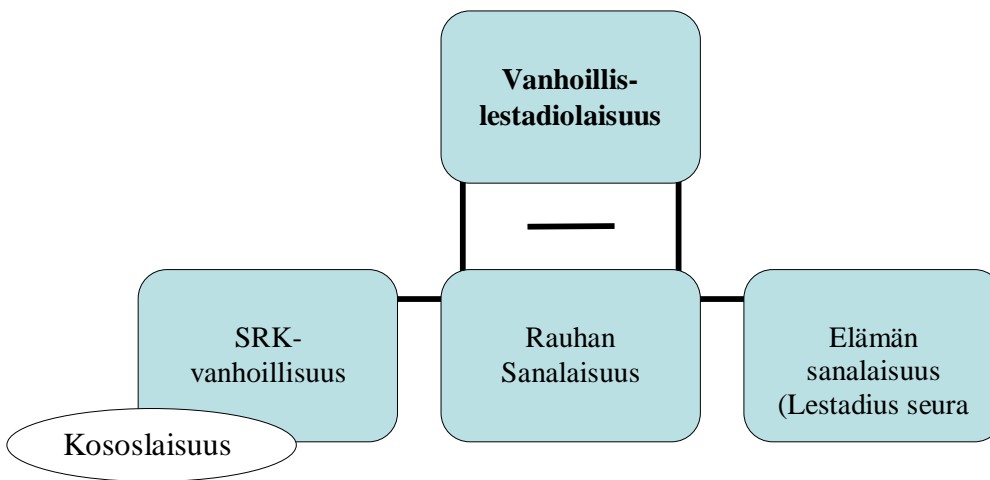 Vanhoillis-
lestadiolaisuus
SRK-
vanhoillisuus
Rauhan
Sanalaisuus
Elämän
sanalaisuus
(Lestadius seura
Kososlaisuus